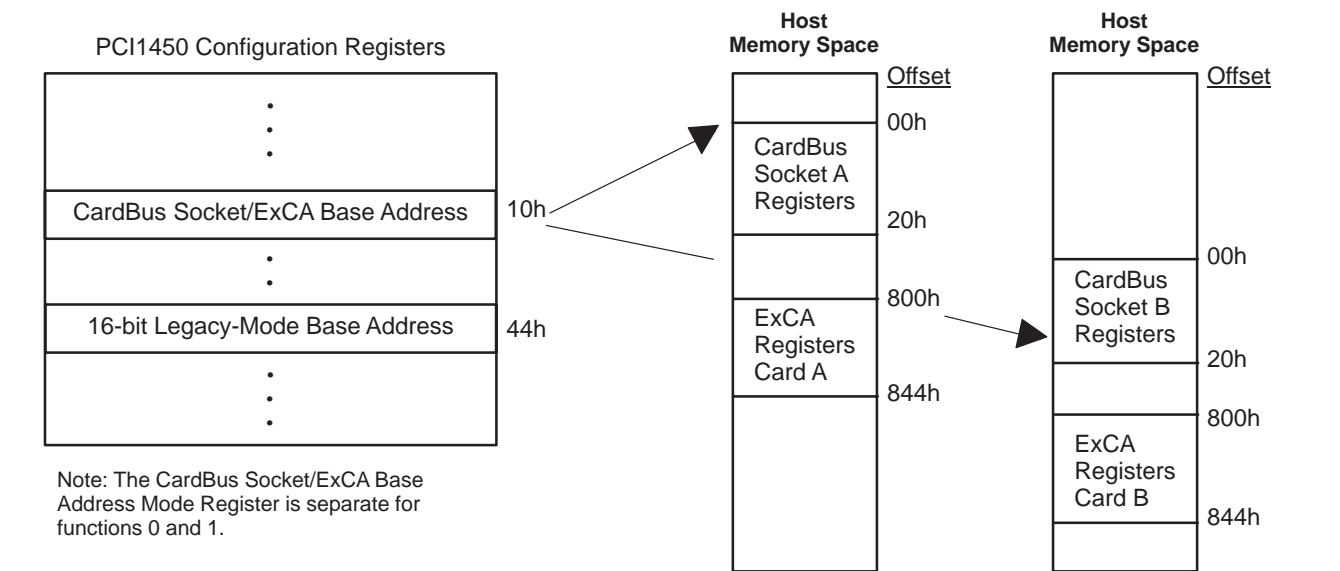 PCI1450 Configuration Registers
CardBus Socket/ExCA Base Address
10h
16-bit Legacy-Mode Base Address
44h
Note: The CardBus Socket/ExCA Base
Address Mode Register is separate for
functions 0 and 1.
Host
Memory Space
Offset
00h
CardBus
Socket A
Registers
20h
800h
ExCA
Registers
Card A
844h
Host
Memory Space
Offset
00h
CardBus
Socket B
Registers
20h
800h
ExCA
Registers
Card B
844h